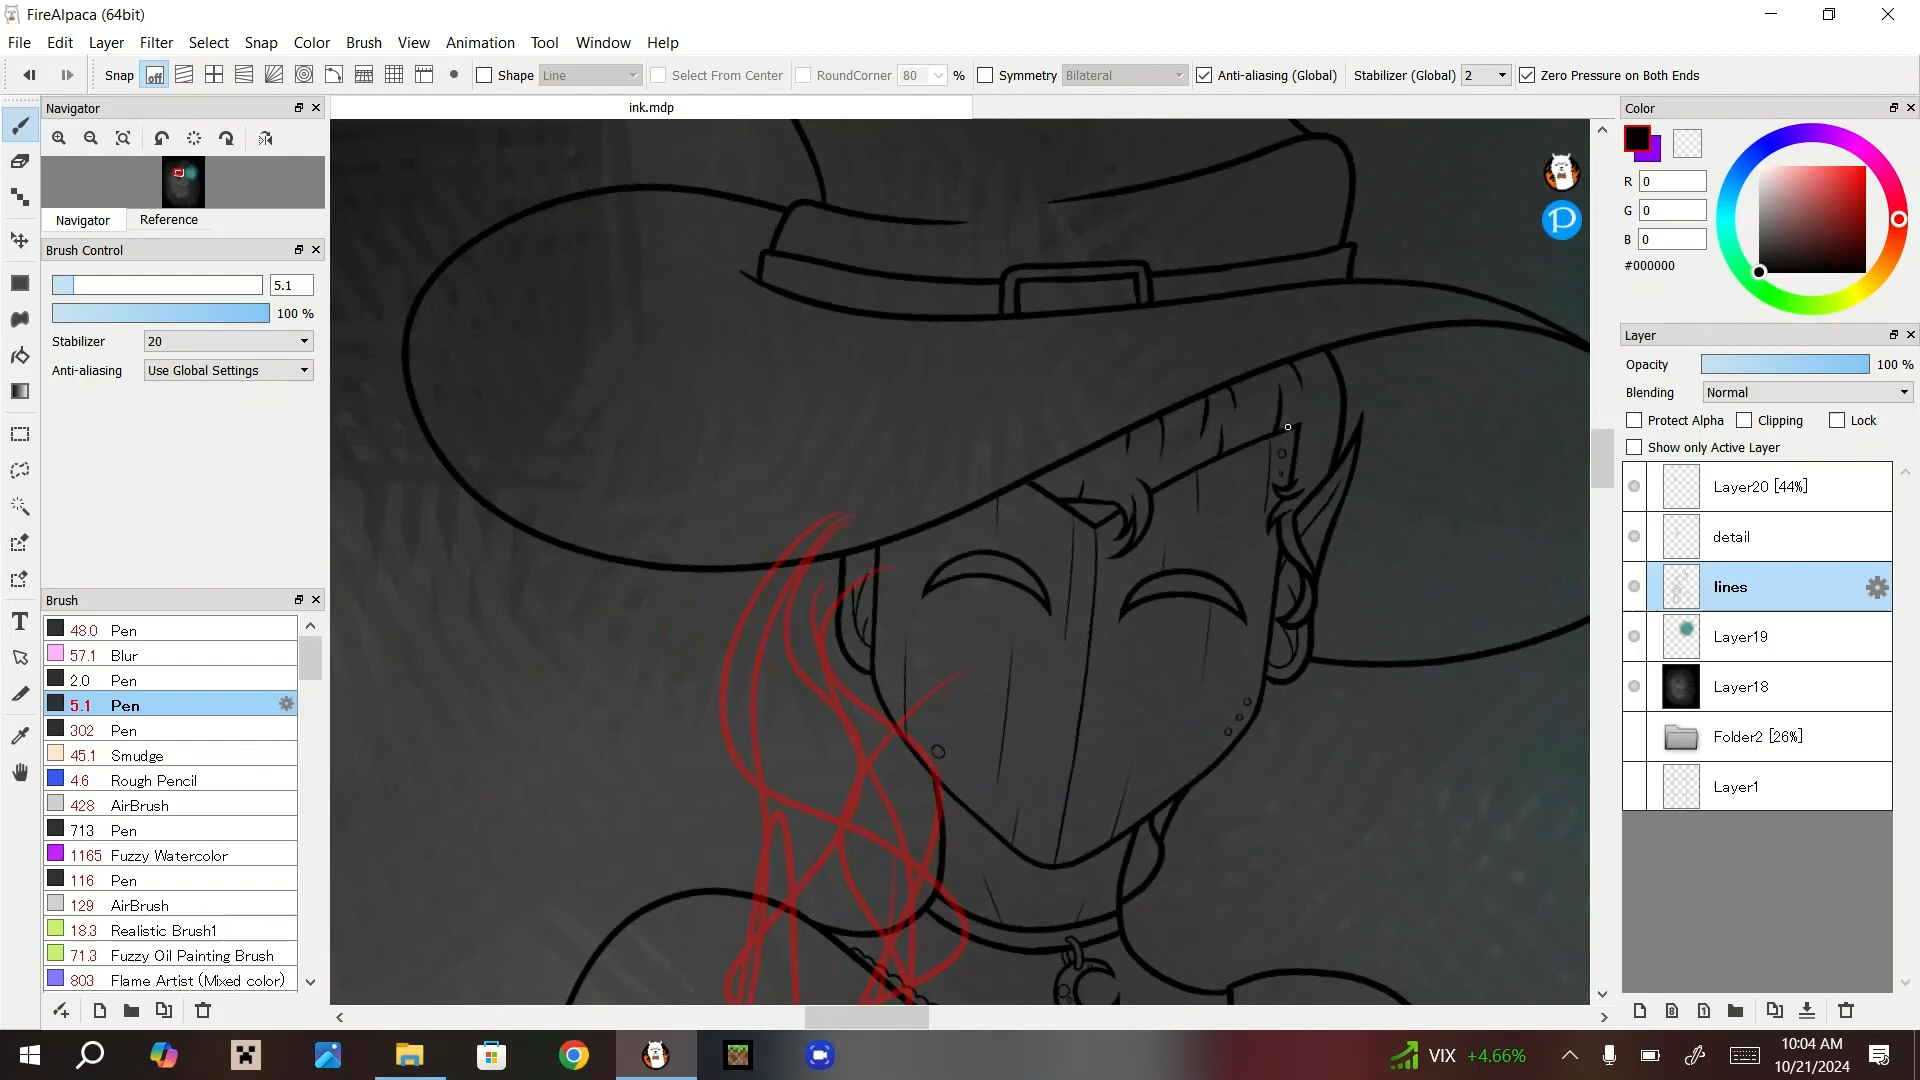 FireAlpaca (64bit)
File Edit Layer Filter Select Snap Color Brush View Animation Tool Window Help
Snap off Shape Line Select From Center RoundCorner 80 % Symmetry Bilateral Anti-aliasing (Global) Stabilizer (Global) 2 Zero Pressure on Both Ends
Navigator
ink.mdp
Color
R 0
G 0
B 0
#000000
Navigator Reference
Brush Control
5.1
100 %
Stabilizer 20
Anti-aliasing Use Global Settings
Layer
Opacity 100 %
Blending Normal
Protect Alpha Clipping Lock
Show only Active Layer
Layer20 [44%]
detail
lines
Layer19
Layer18
Folder2 [26%]
Layer1
Brush
48.0 Pen
57.1 Blur
2.0 Pen
5.1 Pen
302 Pen
45.1 Smudge
4.6 Rough Pencil
428 AirBrush
713 Pen
1165 Fuzzy Watercolor
116 Pen
129 AirBrush
18.3 Realistic Brush1
71.3 Fuzzy Oil Painting Brush
803 Flame Artist (Mixed color)
VIX +4.66%
10:04 AM
10/21/2024